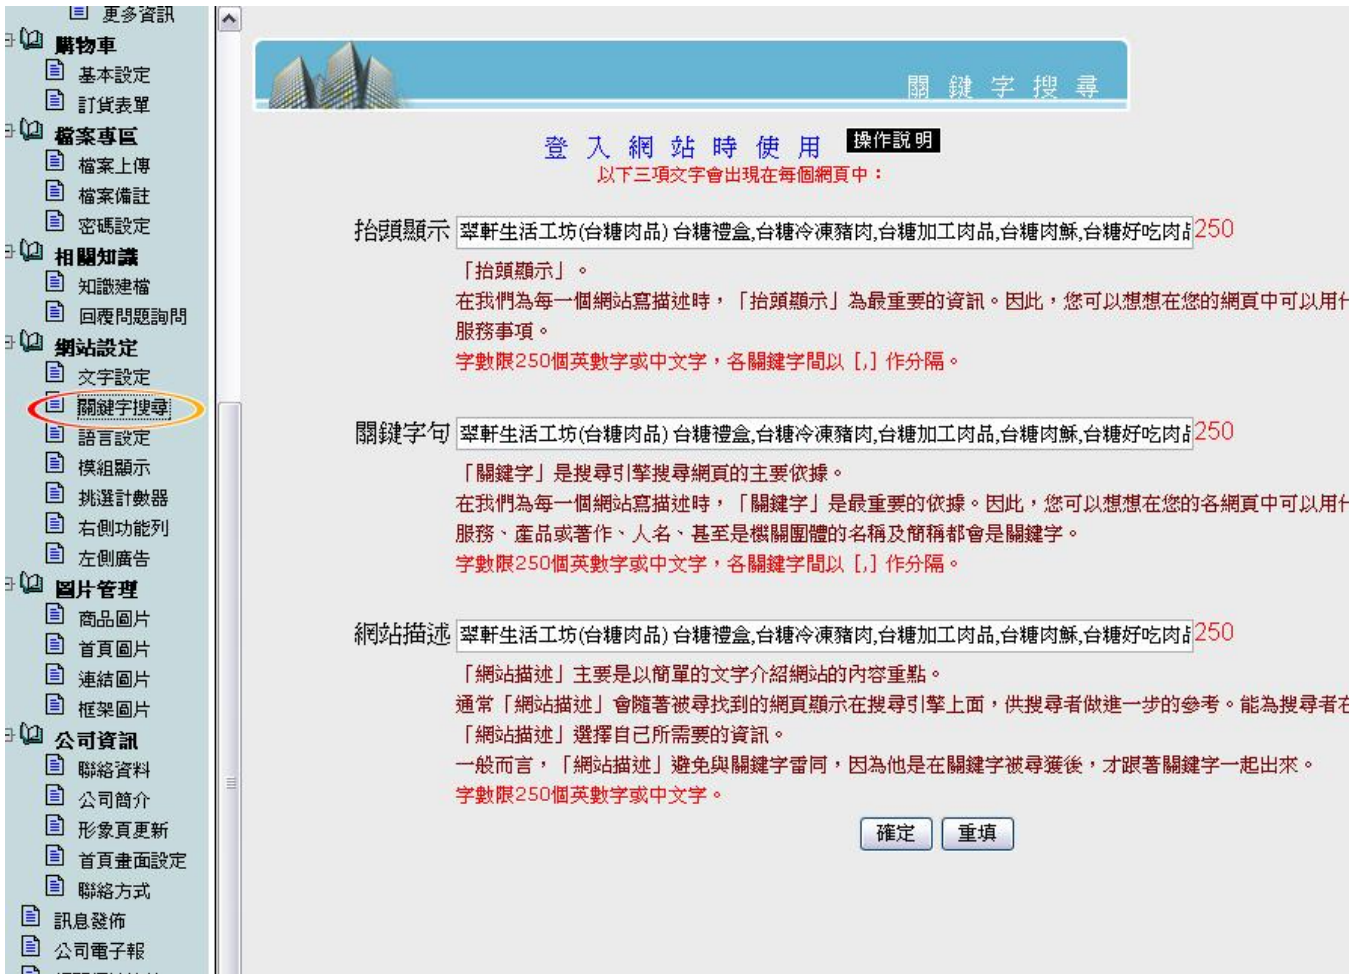 更多資訊
購物車
基本設定
訂貨表單
檔案專區
檔案上傳
檔案備註
密碼設定
相關知識
知識建檔
回覆問題詢問
網站設定
文字設定
關鍵字搜尋
語言設定
模組顯示
挑選計數器
右側功能列
左側廣告
圖片管理
商品圖片
首頁圖片
連結圖片
框架圖片
公司資訊
聯絡資料
公司簡介
形象頁更新
首頁畫面設定
聯絡方式
訊息發佈
公司電子報
關鍵字搜尋
登入網站時使用 操作說明
以下三項文字會出現在每個網頁中：
抬頭顯示 翠軒生活工坊(台糖肉品) 台糖禮盒,台糖冷凍豬肉,台糖加工肉品,台糖肉酥,台糖好吃肉 250
「抬頭顯示」。
在我們為每一個網站寫描述時，「抬頭顯示」為最重要的資訊。因此，您可以想想在您的網頁中可以用什
服務事項。
字數限250個英數字或中文字，各關鍵字間以 [,] 作分隔。
關鍵字句 翠軒生活工坊(台糖肉品) 台糖禮盒,台糖冷凍豬肉,台糖加工肉品,台糖肉酥,台糖好吃肉 250
「關鍵字」是搜尋引擎搜尋網頁的主要依據。
在我們為每一個網站寫描述時，「關鍵字」是最重要的依據。因此，您可以想想在您的各網頁中可以用什
服務、產品或著作、人名、甚至是機關團體的名稱及簡稱都會是關鍵字。
字數限250個英數字或中文字，各關鍵字間以 [,] 作分隔。
網站描述 翠軒生活工坊(台糖肉品) 台糖禮盒,台糖冷凍豬肉,台糖加工肉品,台糖肉酥,台糖好吃肉 250
「網站描述」主要是以簡單的文字介紹網站的內容重點。
通常「網站描述」會隨著被尋找到的網頁顯示在搜尋引擎上面，供搜尋者做進一步的參考。能為搜尋者在
「網站描述」選擇自己所需要的資訊。
一般而言，「網站描述」避免與關鍵字雷同，因為他是在關鍵字被尋獲後，才跟著關鍵字一起出來。
字數限250個英數字或中文字。
確定 重填